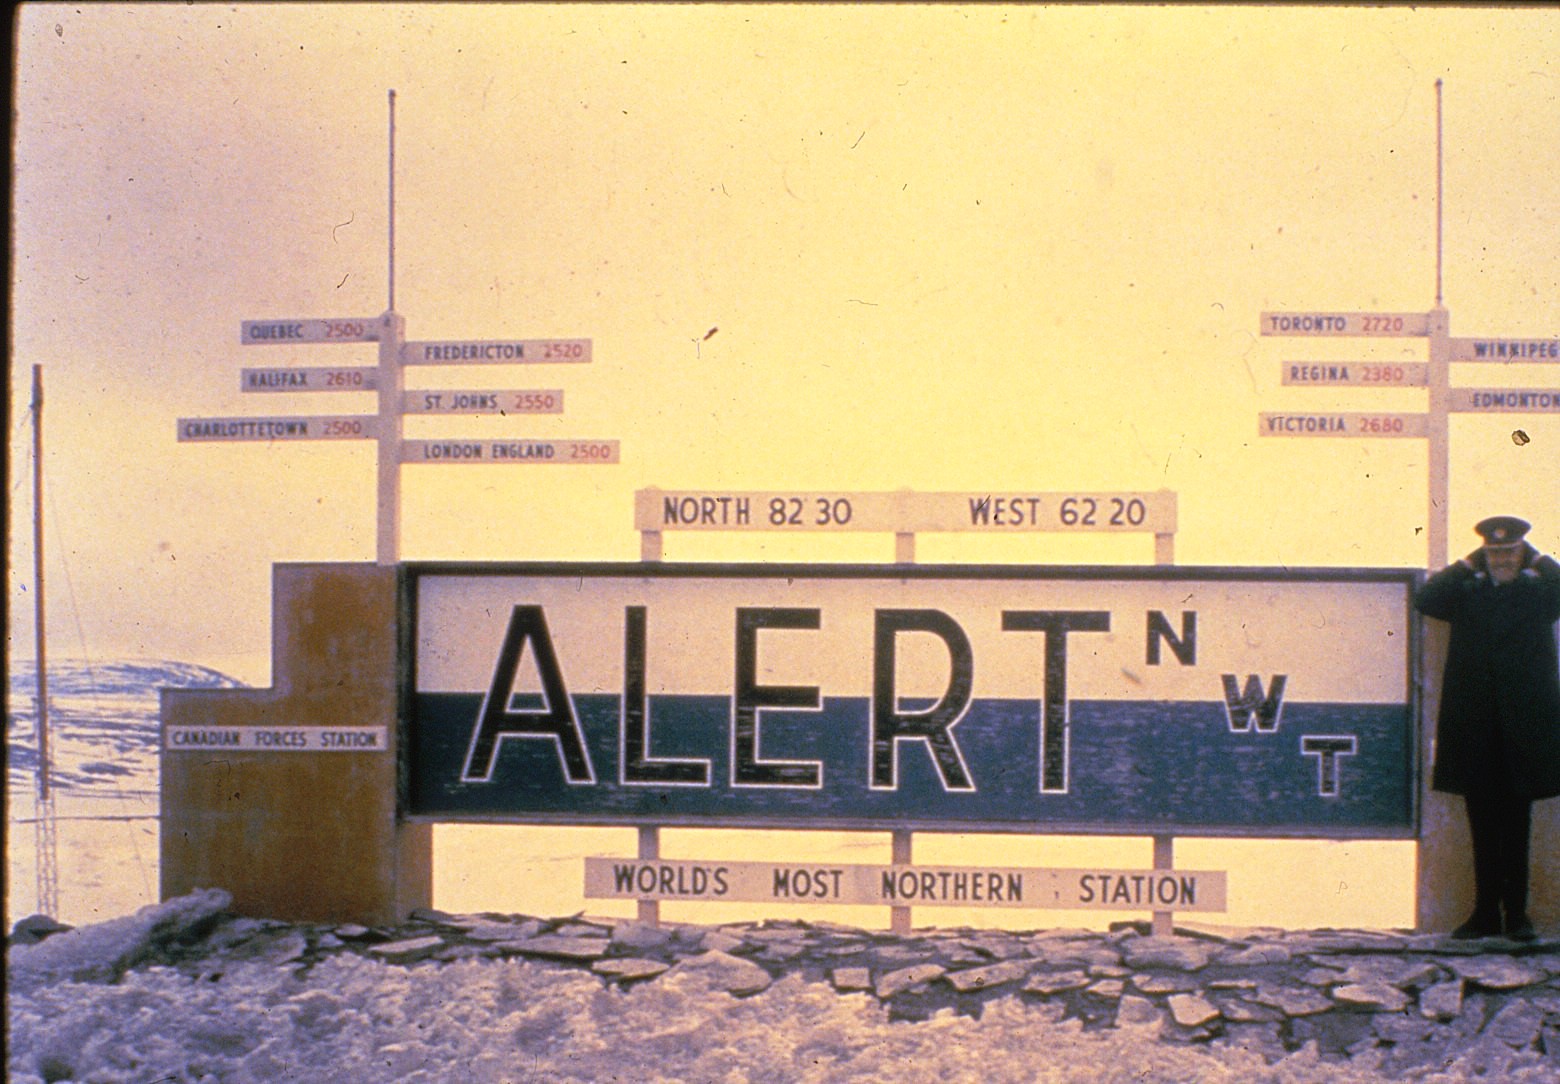 QUEBEC 2500
FREDERICTON 2520
HALIFAX 2610
ST. JOHNS 2550
CHARLOTTETOWN 2500
LONDON ENGLAND 2500
TORONTO 2720
WINNIPEG
REGINA 2380
EDMONTON
VICTORIA 2680
NORTH 82 30 WEST 62 20
ALERT N
W
T
CANADIAN FORCES STATION
WORLD'S MOST NORTHERN STATION